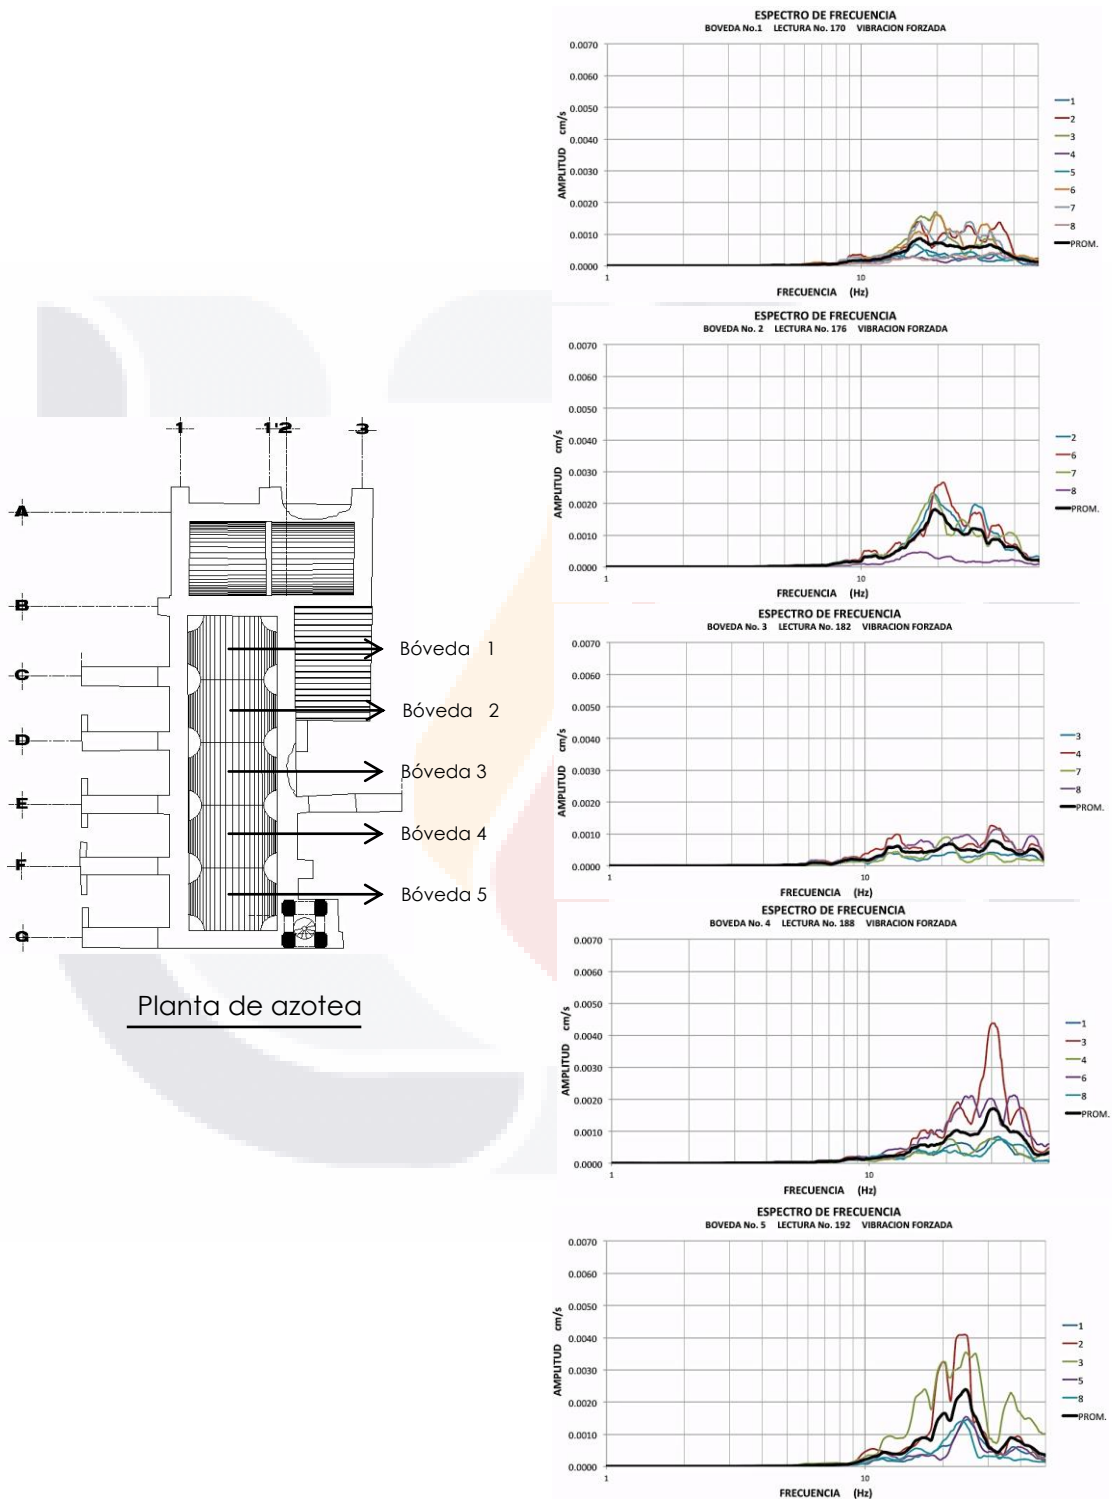 1 1' 2 3
A
B
C
D
E
F
G
Bóveda 1
Bóveda 2
Bóveda 3
Bóveda 4
Bóveda 5
Planta de azotea
ESPECTRO DE FRECUENCIA
BOVEDA No.1 LECTURA No. 170 VIBRACION FORZADA
AMPLITUD cm/s
0.0070
0.0060
0.0050
0.0040
0.0030
0.0020
0.0010
0.0000
1 10
FRECUENCIA (Hz)
1
2
3
4
5
6
7
8
PROM.
ESPECTRO DE FRECUENCIA
BOVEDA No. 2 LECTURA No. 176 VIBRACION FORZADA
AMPLITUD cm/s
0.0070
0.0060
0.0050
0.0040
0.0030
0.0020
0.0010
0.0000
1 10
FRECUENCIA (Hz)
2
6
7
8
PROM.
ESPECTRO DE FRECUENCIA
BOVEDA No. 3 LECTURA No. 182 VIBRACION FORZADA
AMPLITUD cm/s
0.0070
0.0060
0.0050
0.0040
0.0030
0.0020
0.0010
0.0000
1 10
FRECUENCIA (Hz)
3
4
7
8
PROM.
ESPECTRO DE FRECUENCIA
BOVEDA No. 4 LECTURA No. 188 VIBRACION FORZADA
AMPLITUD cm/s
0.0070
0.0060
0.0050
0.0040
0.0030
0.0020
0.0010
0.0000
1 10
FRECUENCIA (Hz)
1
3
4
6
8
PROM.
ESPECTRO DE FRECUENCIA
BOVEDA No. 5 LECTURA No. 192 VIBRACION FORZADA
AMPLITUD cm/s
0.0070
0.0060
0.0050
0.0040
0.0030
0.0020
0.0010
0.0000
1 10
FRECUENCIA (Hz)
1
2
3
5
8
PROM.